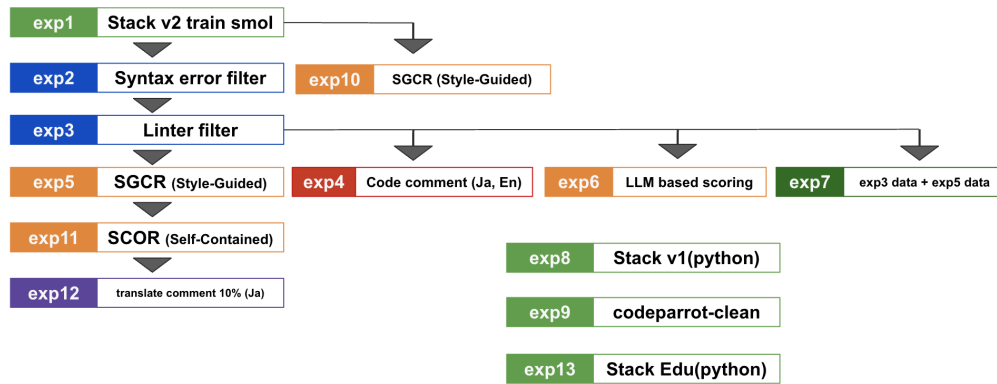 exp1 Stack v2 train smol
exp2 Syntax error filter
exp10 SGCR (Style-Guided)
exp3 Linter filter
exp5 SGCR (Style-Guided)
exp4 Code comment (Ja, En)
exp6 LLM based scoring
exp7 exp3 data + exp5 data
exp11 SCOR (Self-Contained)
exp8 Stack v1(python)
exp12 translate comment 10% (Ja)
exp9 codeparrot-clean
exp13 Stack Edu(python)